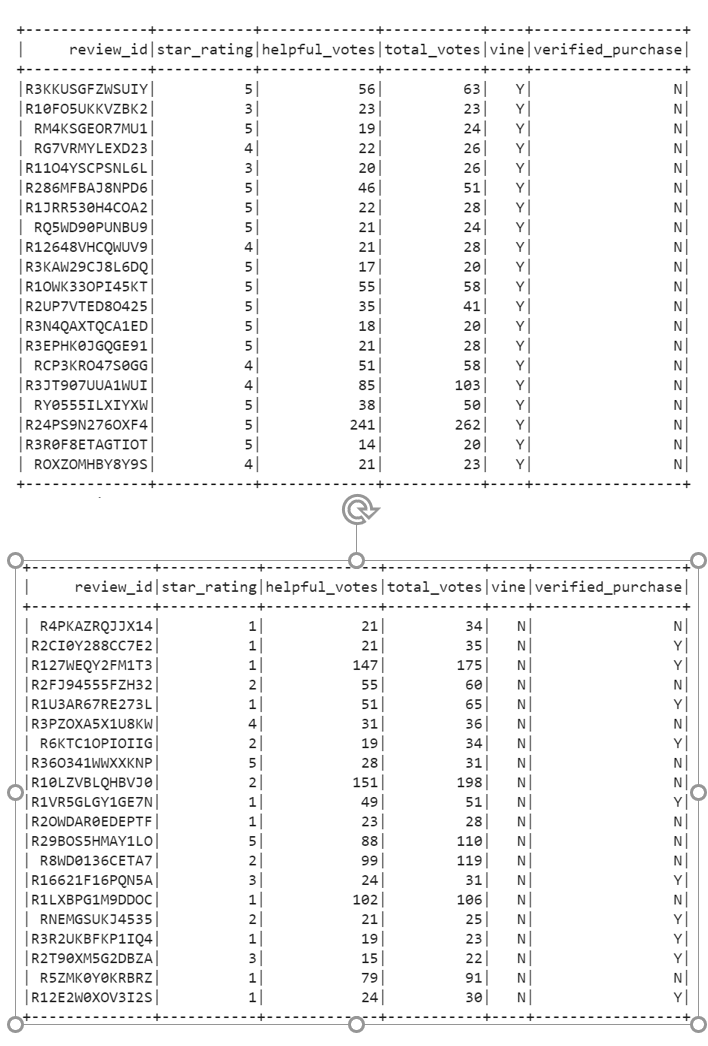 +--------------+-----------+-------------+-----------+----+-----------------+
|     review_id|star_rating|helpful_votes|total_votes|vine|verified_purchase|
+--------------+-----------+-------------+-----------+----+-----------------+
|R3KKUSGFZWSUIY|          5|           56|         63|   Y|                N|
|R10FO5UKKVZBK2|          3|           23|         23|   Y|                N|
| RM4KSGEOR7MU1|          5|           19|         24|   Y|                N|
| RG7VRMYLEXD23|          4|           22|         26|   Y|                N|
|R11O4YSCPSNL6L|          3|           20|         26|   Y|                N|
|R286MFBAJ8NPD6|          5|           46|         51|   Y|                N|
|R1JRR530H4COA2|          5|           22|         28|   Y|                N|
| RQ5WD90PUNBU9|          5|           21|         24|   Y|                N|
|R12648VHCQWUV9|          4|           21|         28|   Y|                N|
|R3KAW29CJ8L6DQ|          5|           17|         20|   Y|                N|
|R1OWK33OPI45KT|          5|           55|         58|   Y|                N|
|R2UP7VTED8O425|          5|           35|         41|   Y|                N|
|R3N4QAXTQCA1ED|          5|           18|         20|   Y|                N|
|R3EPHK0JGQGE91|          5|           21|         28|   Y|                N|
| RCP3KRO47S0GG|          4|           51|         58|   Y|                N|
|R3JT907UUA1WUI|          4|           85|        103|   Y|                N|
| RY0555ILXIYXW|          5|           38|         50|   Y|                N|
|R24PS9N276OXF4|          5|          241|        262|   Y|                N|
|R3R0F8ETAGTIOT|          5|           14|         20|   Y|                N|
| ROXZOMHBY8Y9S|          4|           21|         23|   Y|                N|
+--------------+-----------+-------------+-----------+----+-----------------+
+--------------+-----------+-------------+-----------+----+-----------------+
|     review_id|star_rating|helpful_votes|total_votes|vine|verified_purchase|
+--------------+-----------+-------------+-----------+----+-----------------+
| R4PKAZRQJJX14|          1|           21|         34|   N|                N|
|R2CI0Y288CC7E2|          1|           21|         35|   N|                Y|
|R127WEQY2FM1T3|          1|          147|        175|   N|                Y|
|R2FJ94555FZH32|          2|           55|         60|   N|                N|
|R1U3AR67RE273L|          1|           51|         65|   N|                Y|
|R3PZOXA5X1U8KW|          4|           31|         36|   N|                N|
| R6KTC1OPIOIIG|          2|           19|         34|   N|                Y|
|R36O341WWXXKNP|          5|           28|         31|   N|                N|
|R10LZVBLQHBVJ0|          2|          151|        198|   N|                N|
|R1VR5GLGY1GE7N|          1|           49|         51|   N|                Y|
|R2OWDAR0EDEPTF|          1|           23|         28|   N|                N|
|R29BOS5HMAY1LO|          5|           88|        110|   N|                N|
| R8WD0136CETA7|          2|           99|        119|   N|                N|
|R16621F16PQN5A|          3|           24|         31|   N|                Y|
|R1LXBPG1M9DDOC|          1|          102|        106|   N|                N|
| RNEMGSUKJ4535|          2|           21|         25|   N|                Y|
|R3R2UKBFKP1IQ4|          1|           19|         23|   N|                Y|
|R2T90XM5G2DBZA|          3|           15|         22|   N|                Y|
| R5ZMK0Y0KRBRZ|          1|           79|         91|   N|                N|
|R12E2W0XOV3I2S|          1|           24|         30|   N|                Y|
+--------------+-----------+-------------+-----------+----+-----------------+